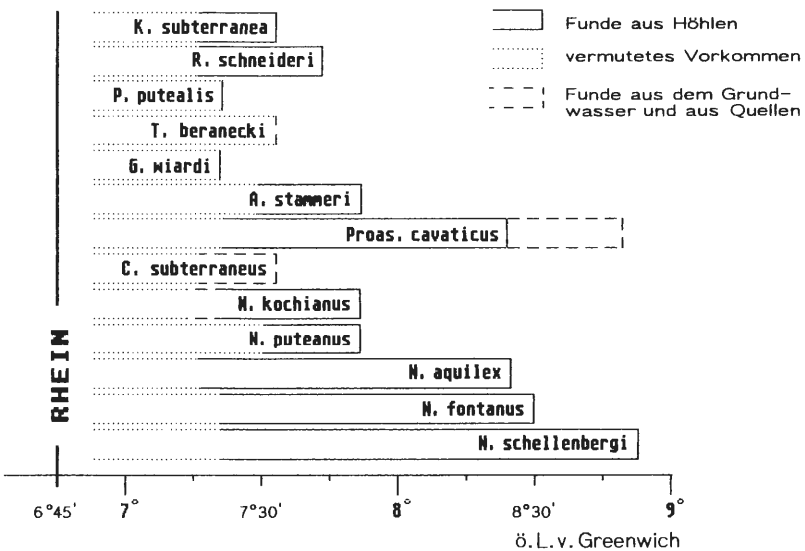 K. subterranea
R. schneideri
P. putealis
T. beranecki
G. wiardi
A. stammeri
Proas. cavaticus
C. subterraneus
N. kochianus
N. puteanus
N. aquilex
N. fontanus
N. schellenbergi
Funde aus Höhlen
vermutetes Vorkommen
Funde aus dem Grund-
wasser und aus Quellen
RHEIN
6°45' 7° 7°30' 8° 8°30' 9°
ö.L.v. Greenwich